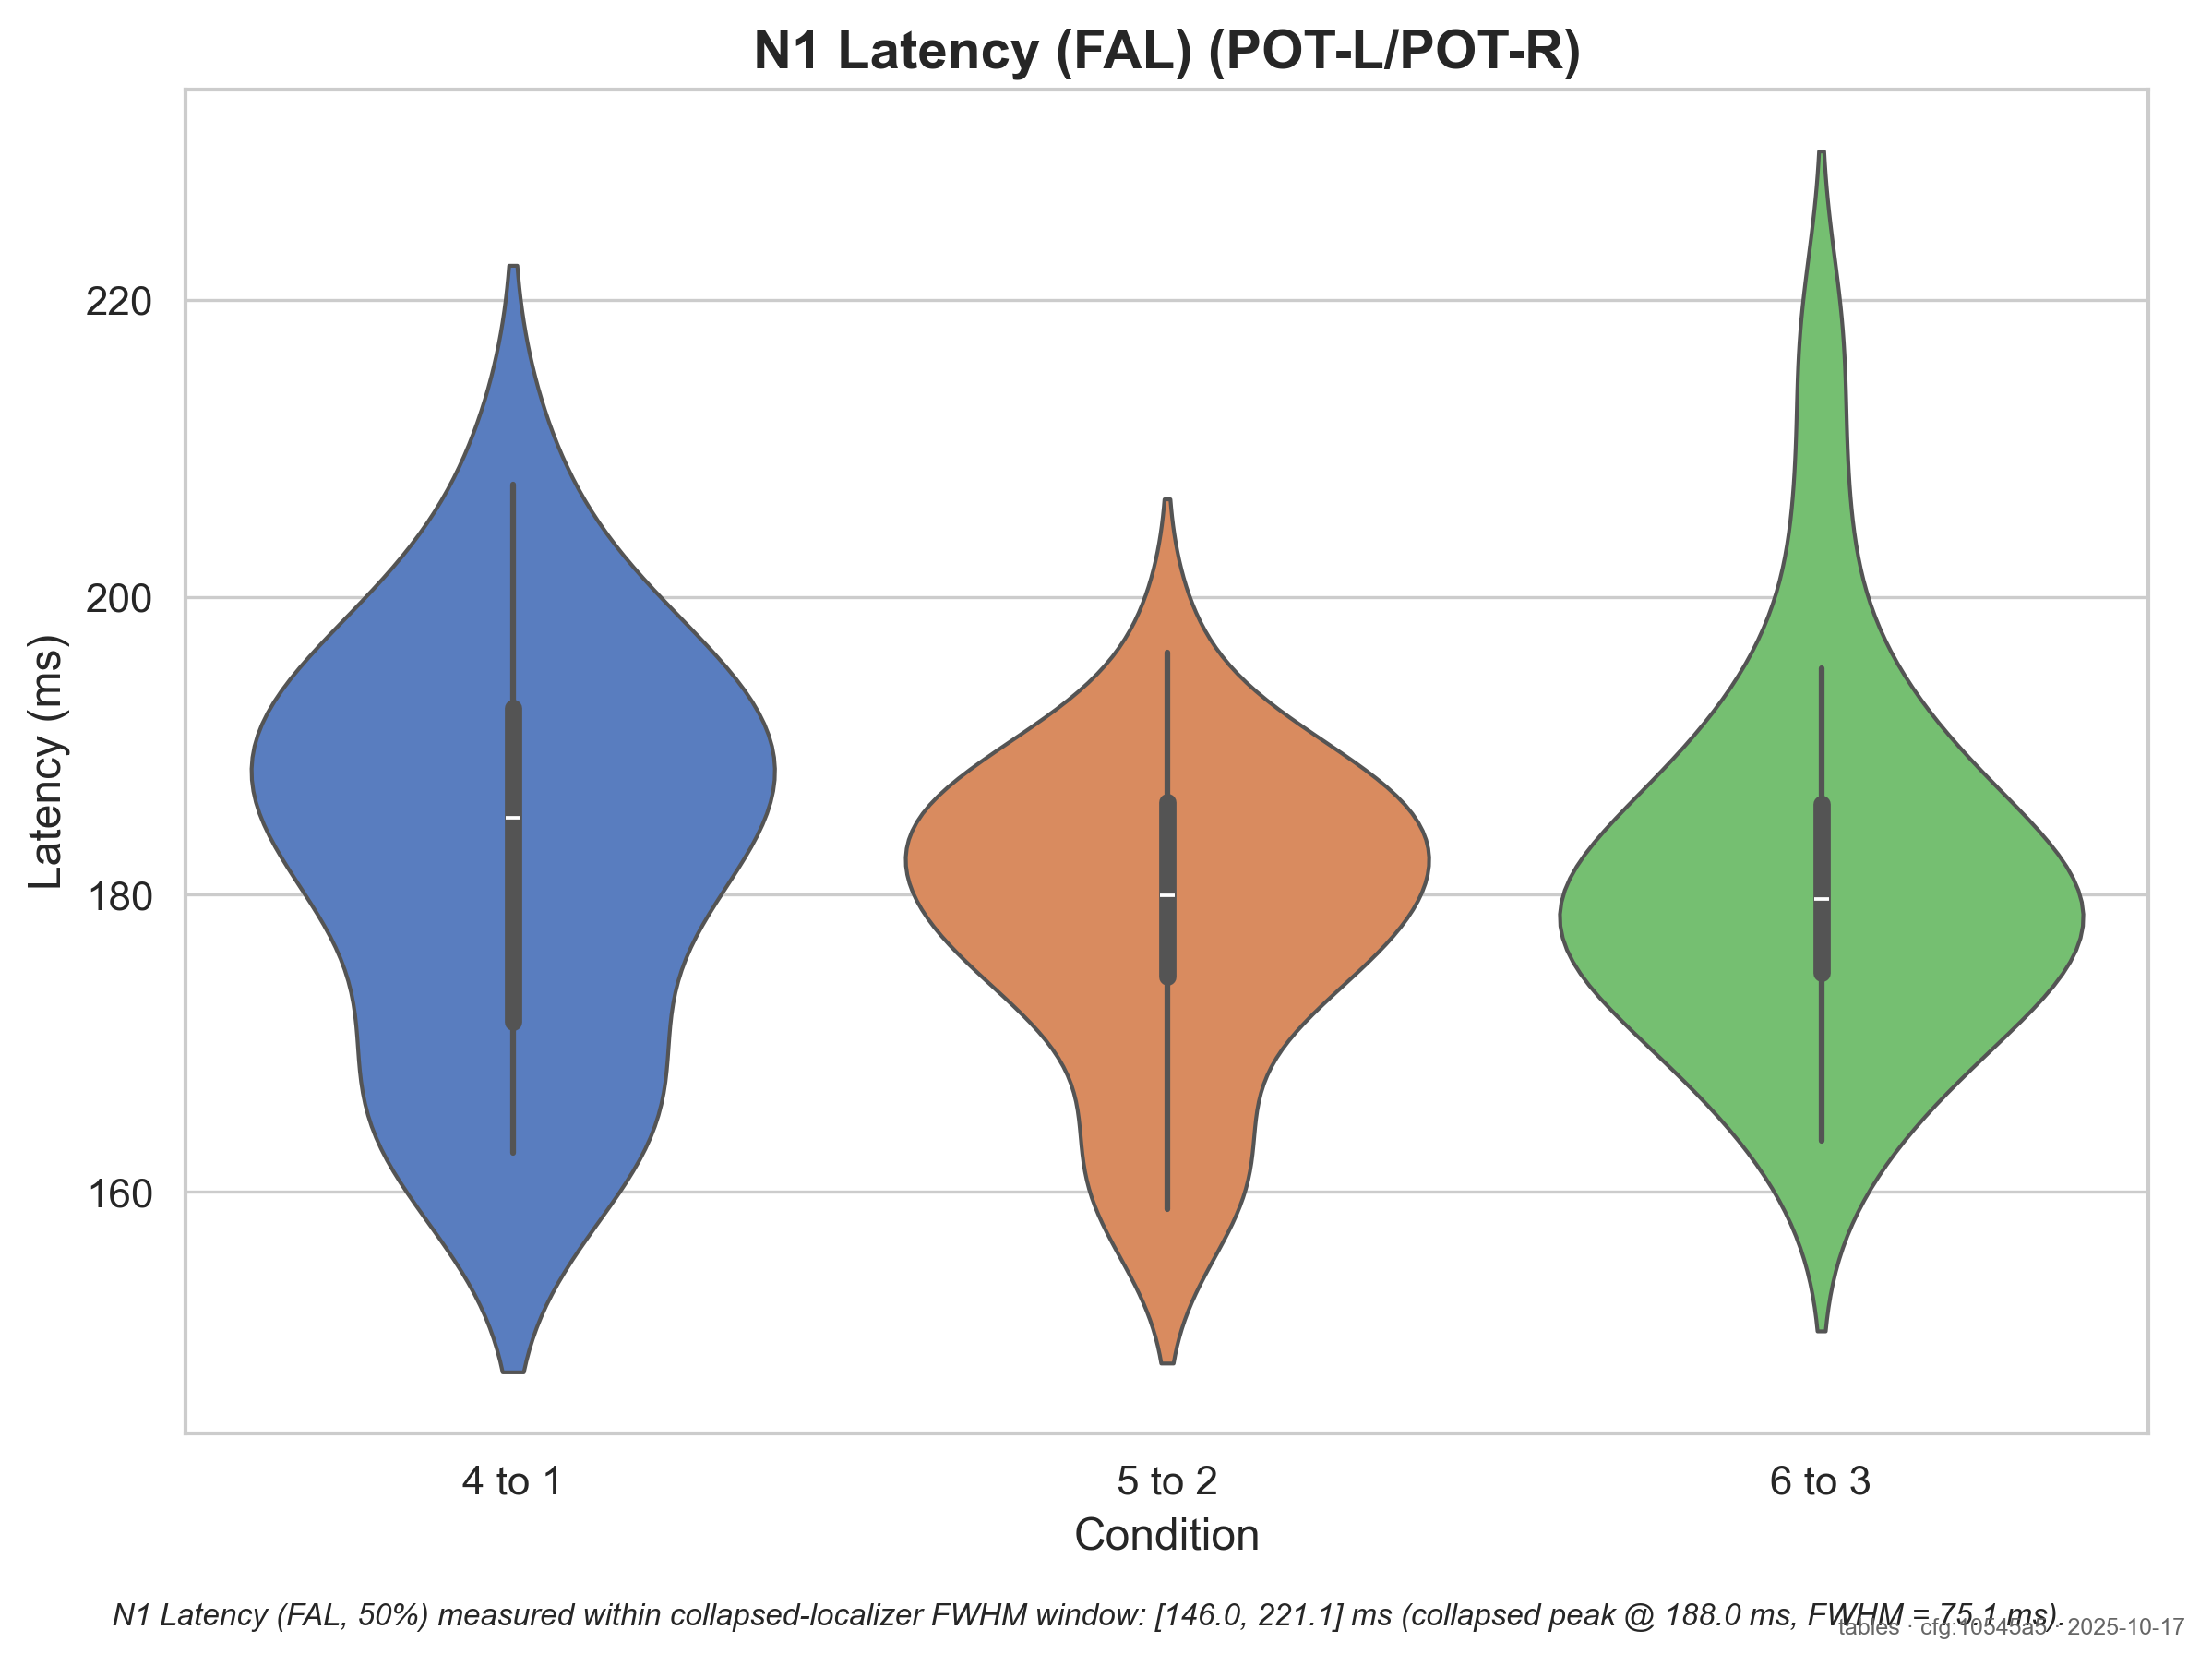 N1 Latency (FAL) (POT-L/POT-R)
Latency (ms)
220
200
180
160
4 to 1
5 to 2
6 to 3
Condition
N1 Latency (FAL, 50%) measured within collapsed-localizer FWHM window: [146.0, 221.1] ms (collapsed peak @ 188.0 ms, FWHM = 75.1 ms).
tables · cfg:10545a5 · 2025-10-17